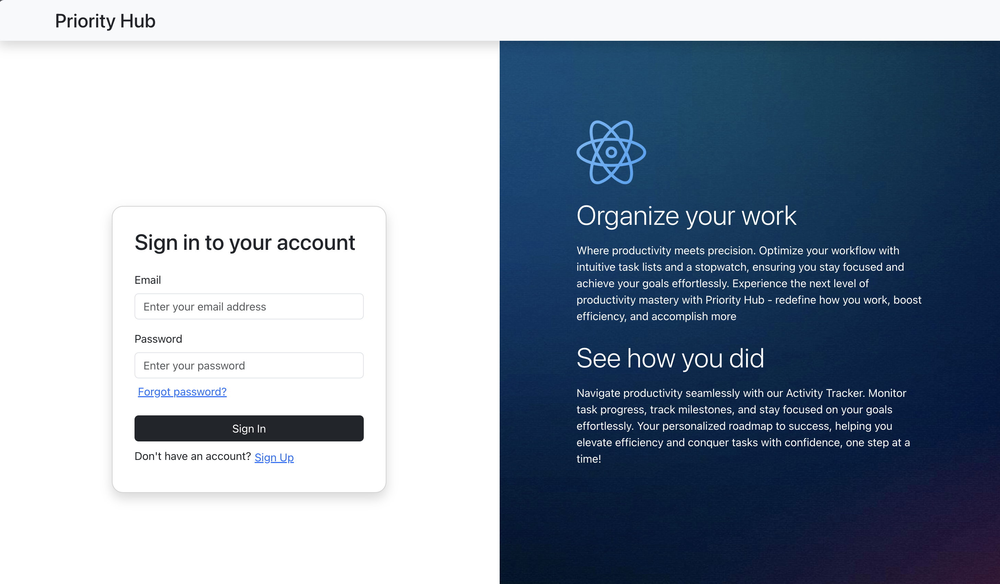 Priority Hub
Sign in to your account
Email
Enter your email address
Password
Enter your password
Forgot password?
Sign In
Don't have an account? Sign Up
Organize your work
Where productivity meets precision. Optimize your workflow with
intuitive task lists and a stopwatch, ensuring you stay focused and
achieve your goals effortlessly. Experience the next level of
productivity mastery with Priority Hub - redefine how you work, boost
efficiency, and accomplish more
See how you did
Navigate productivity seamlessly with our Activity Tracker. Monitor
task progress, track milestones, and stay focused on your goals
effortlessly. Your personalized roadmap to success, helping you
elevate efficiency and conquer tasks with confidence, one step at a
time!